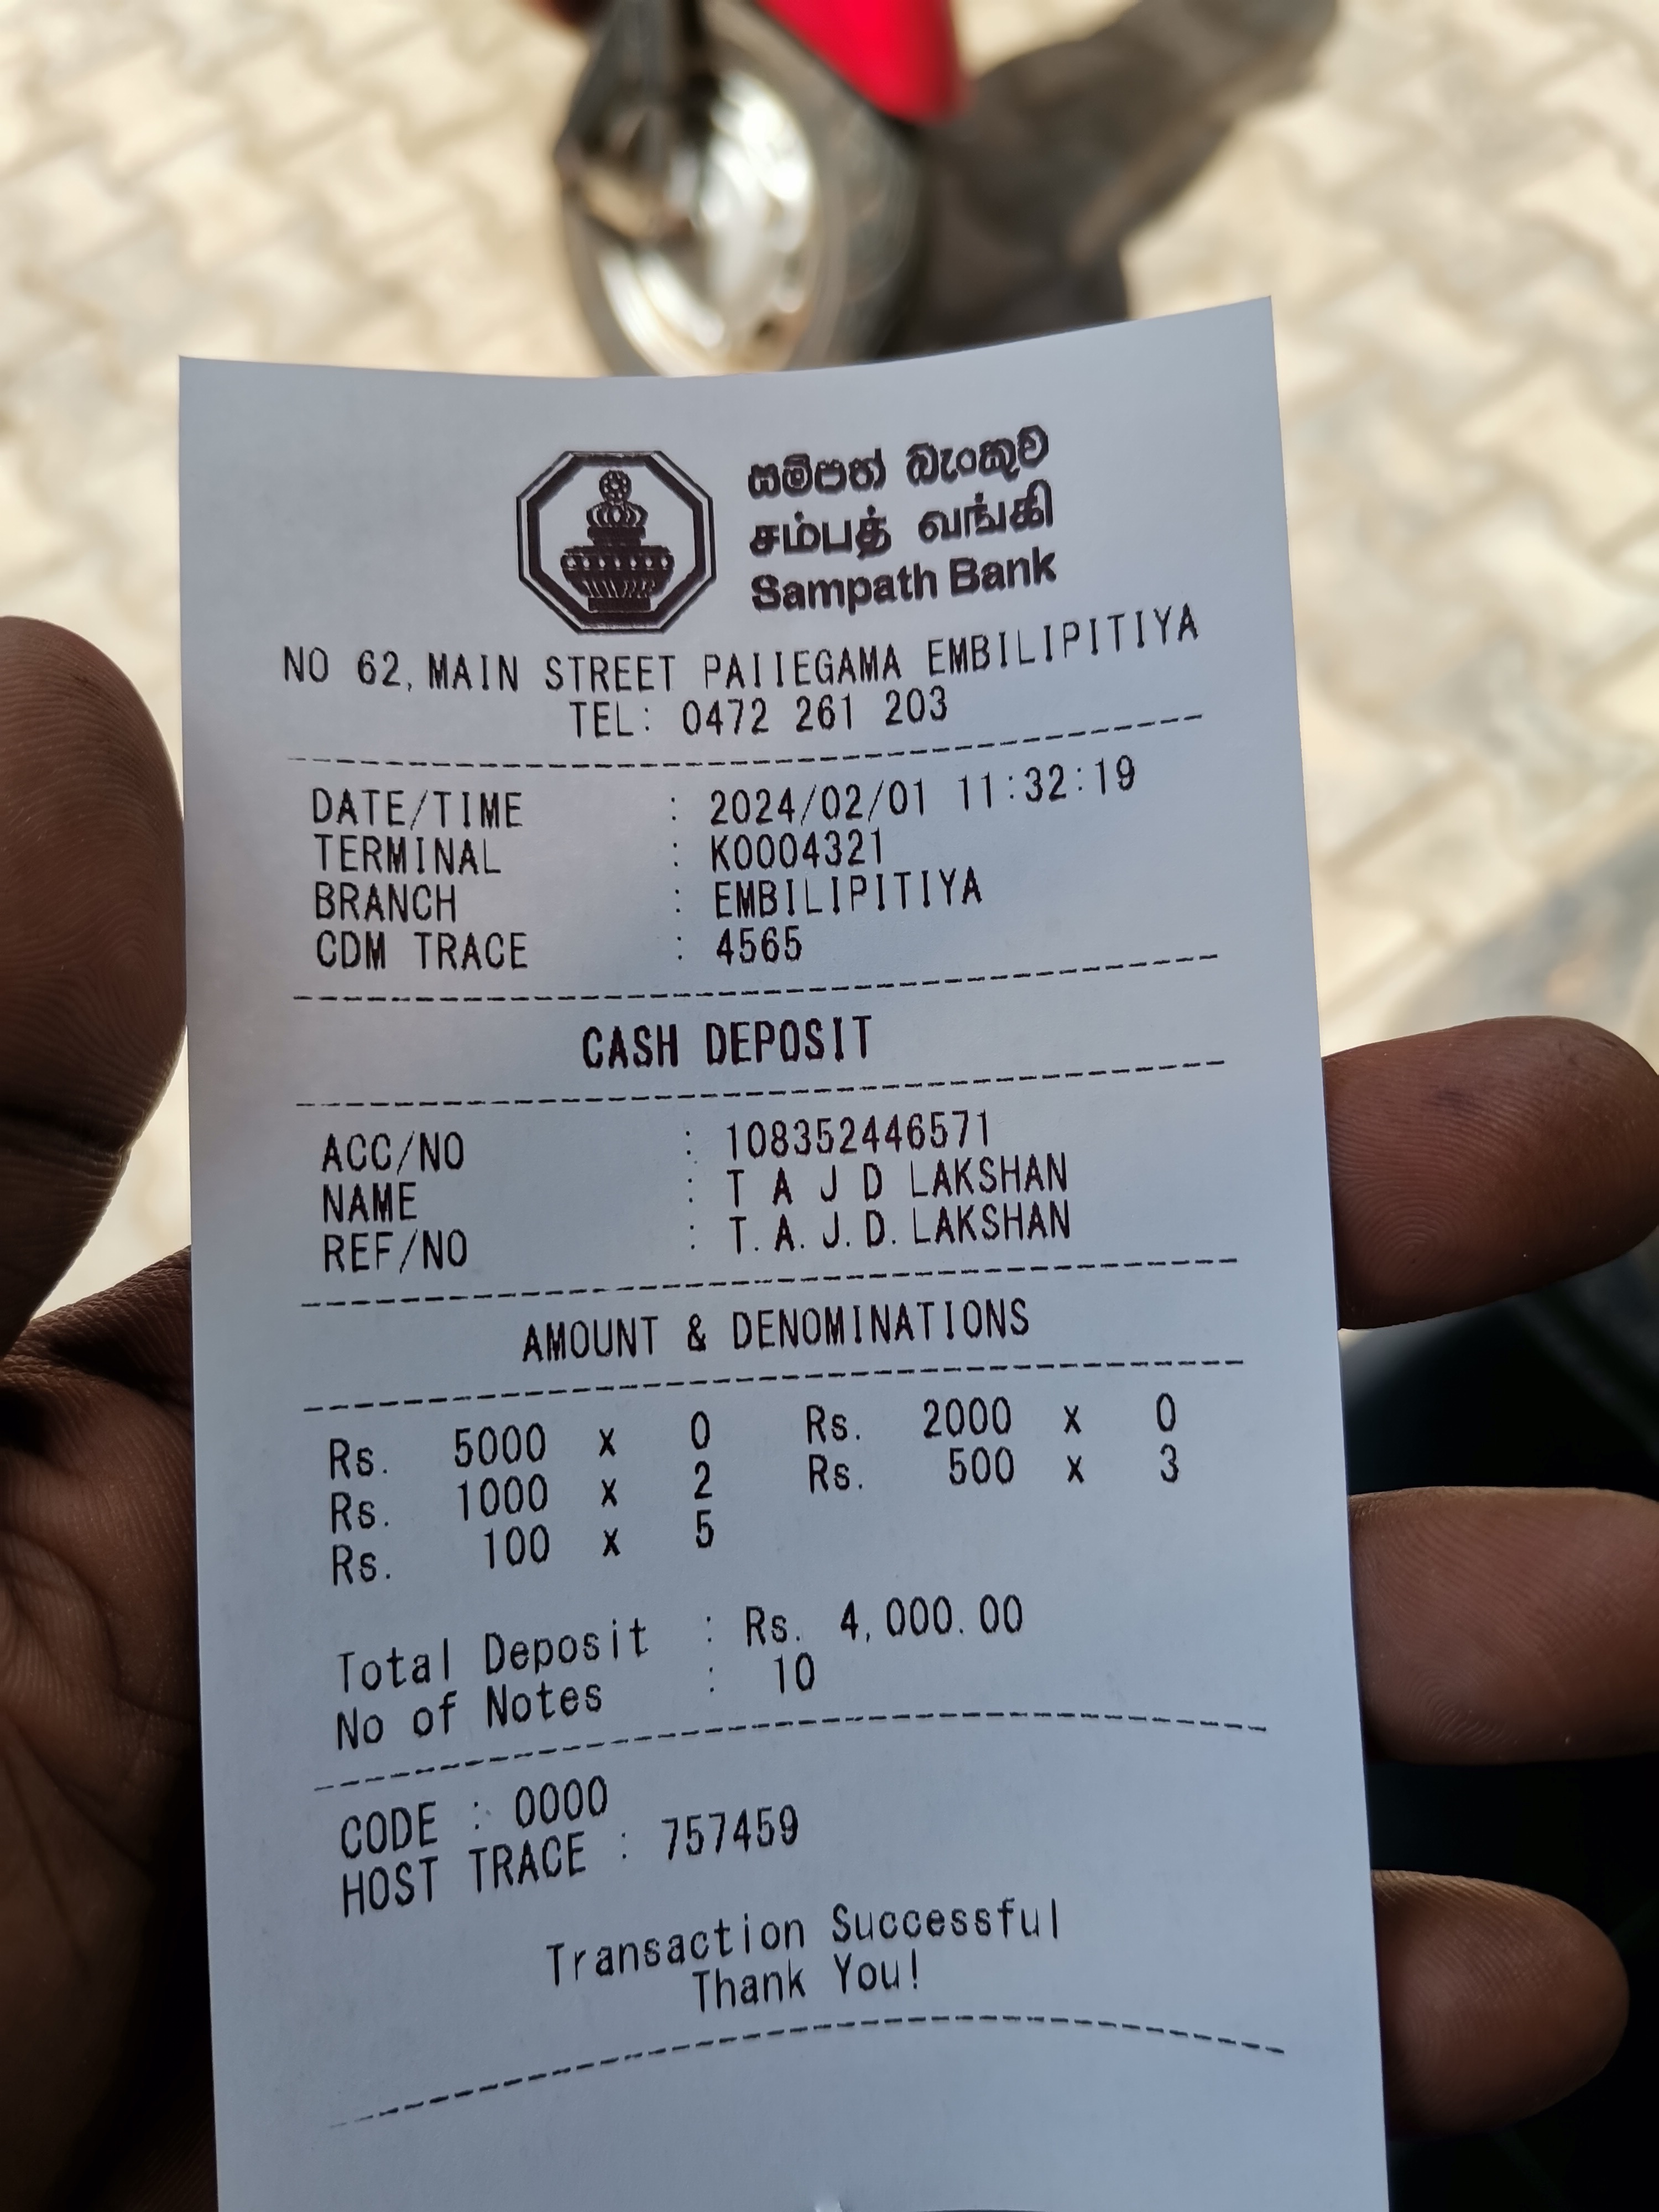 සම්පත් බැංකුව
சம்பத் வங்கி
Sampath Bank
NO 62, MAIN STREET PAIIEGAMA EMBILIPITIYA
TEL: 0472 261 203
DATE/TIME : 2024/02/01 11:32:19
TERMINAL : K0004321
BRANCH : EMBILIPITIYA
CDM TRACE : 4565
CASH DEPOSIT
ACC/NO : 108352446571
NAME : T A J D LAKSHAN
REF/NO : T.A.J.D.LAKSHAN
AMOUNT & DENOMINATIONS
Rs. 5000 x 0 Rs. 2000 x 0
Rs. 1000 x 2 Rs. 500 x 3
Rs. 100 x 5
Total Deposit : Rs. 4,000.00
No of Notes : 10
CODE : 0000
HOST TRACE : 757459
Transaction Successful
Thank You!